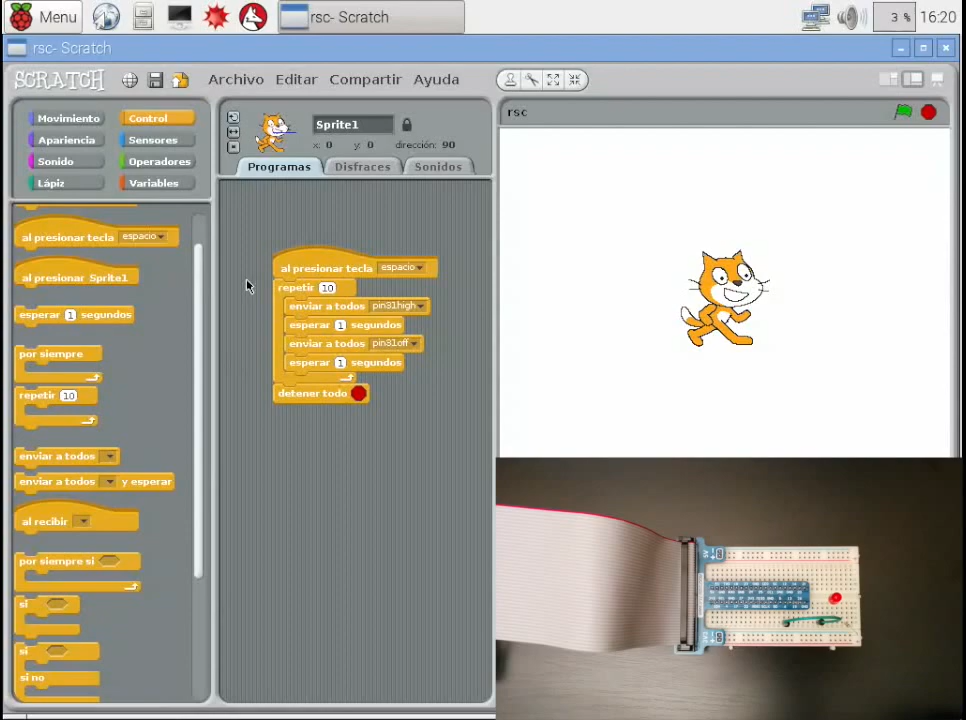 Menu
rsc- Scratch
3 %
16:20
rsc- Scratch
SCRATCH
Archivo Editar Compartir Ayuda
Movimiento Control
Apariencia Sensores
Sonido Operadores
Lápiz Variables
Sprite1
x: 0 y: 0 dirección: 90
Programas Disfraces Sonidos
rsc
al presionar tecla espacio
al presionar Sprite1
esperar 1 segundos
por siempre
repetir 10
enviar a todos
enviar a todos y esperar
al recibir
por siempre si
si
si
si no
al presionar tecla espacio
repetir 10
enviar a todos pin31high
esperar 1 segundos
enviar a todos pin31off
esperar 1 segundos
detener todo
5V
3V3